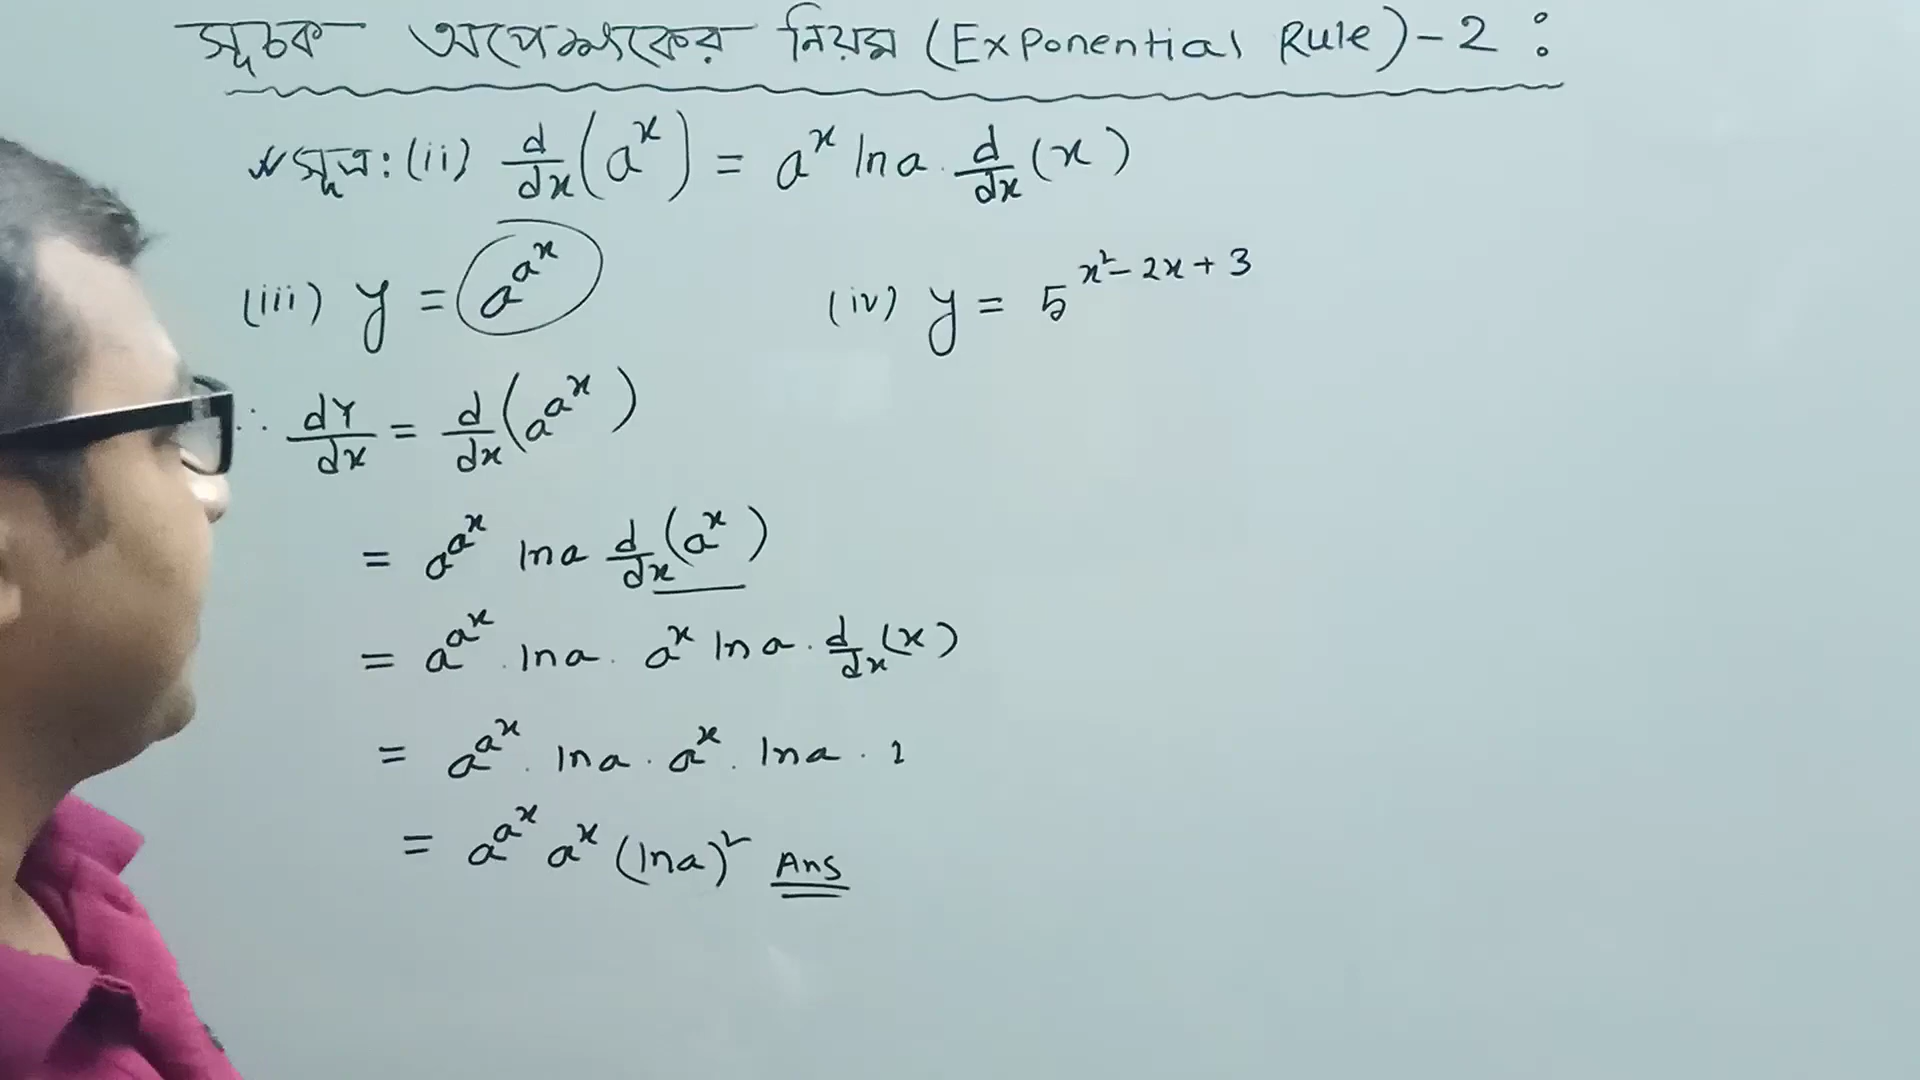 সূচক অপেক্ষকের নিয়ম (Exponential Rule)-2 :
সূত্র: (ii) d/dx (a^x) = a^x ln a . d/dx (x)
(iii) y = a^a^x
∴ dy/dx = d/dx (a^a^x)
= a^a^x ln a d/dx (a^x)
= a^a^x . ln a . a^x ln a . d/dx (x)
= a^a^x . ln a . a^x . ln a . 1
= a^a^x a^x (ln a)^2 Ans
(iv) y = 5^(x^2 - 2x + 3)